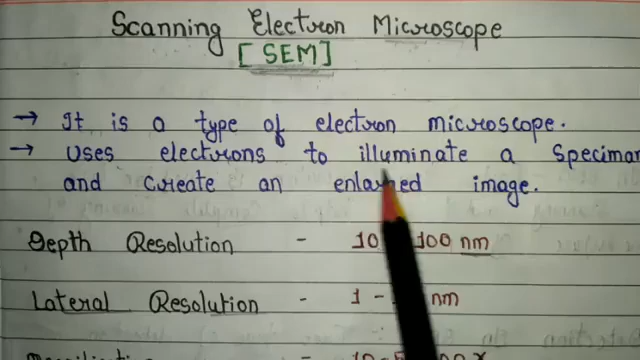 Scanning Electron Microscope
[SEM]
→ It is a type of electron microscope.
→ Uses electrons to illuminate a speciman
and create an enlarged image.
Depth Resolution - 10 100 nm
Lateral Resolution - 1 - nm